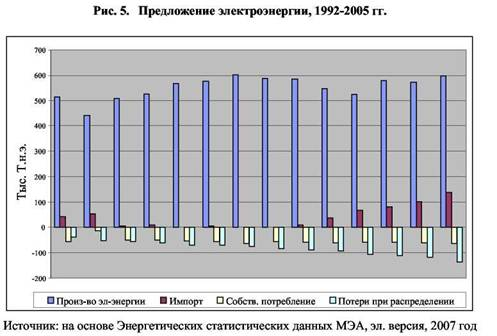 Рис. 5. Предложение электроэнергии, 1992-2005 гг.
700
600
500
400
300
200
100
0
-100
-200
Тыс. Т.н.э.
Произ-во эл-энергии Импорт Собств. потребление Потери при распределении
Источник: на основе Энергетических статистических данных МЭА, эл. версия, 2007 год